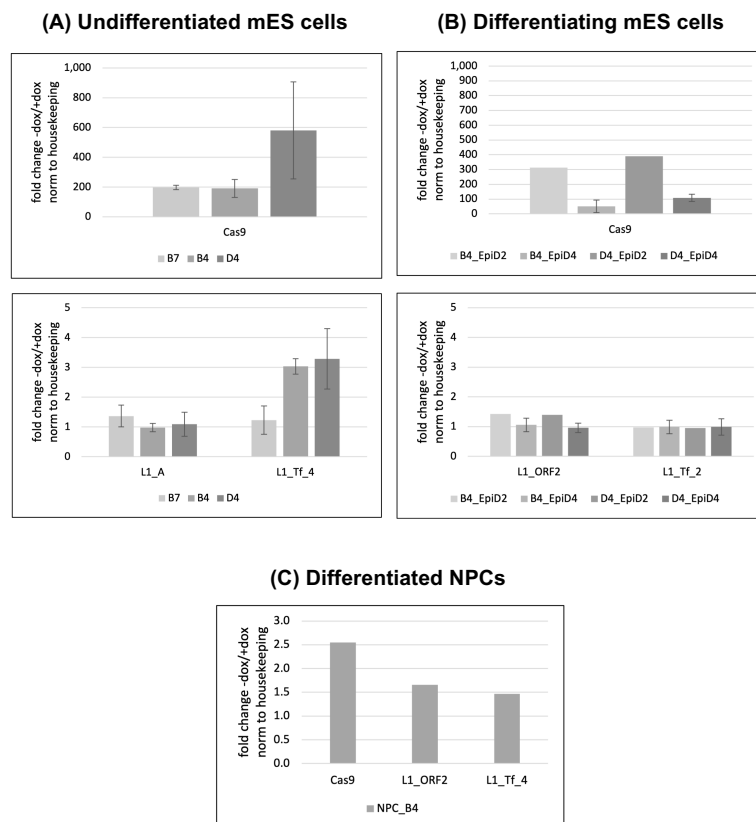 (A) Undifferentiated mES cells
1,000
800
600
400
200
0
fold change -dox/+dox
norm to housekeeping
Cas9
B7 B4 D4
5
4
3
2
1
0
fold change -dox/+dox
norm to housekeeping
L1_A L1_Tf_4
B7 B4 D4
(B) Differentiating mES cells
1,000
900
800
700
600
500
400
300
200
100
0
fold change -dox/+dox
norm to housekeeping
Cas9
B4_EpiD2 B4_EpiD4 D4_EpiD2 D4_EpiD4
5
4
3
2
1
0
fold change -dox/+dox
norm to housekeeping
L1_ORF2 L1_Tf_2
B4_EpiD2 B4_EpiD4 D4_EpiD2 D4_EpiD4
(C) Differentiated NPCs
3.0
2.5
2.0
1.5
1.0
0.5
0.0
fold change -dox/+dox
norm to housekeeping
Cas9 L1_ORF2 L1_Tf_4
NPC_B4